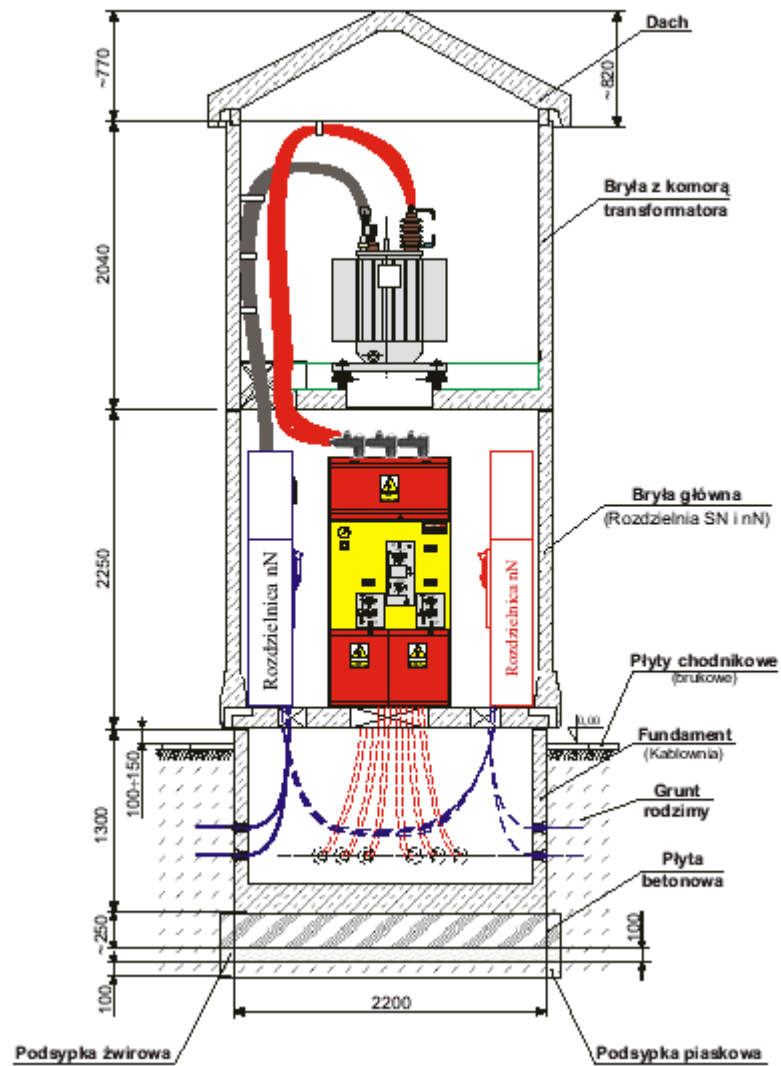 Dach
~770
~820
Bryła z komorą
transformatora
2040
Bryła główna
(Rozdzielnia SN i nN)
2250
Rozdzielnica nN
Rozdzielnica nN
Płyty chodnikowe
(brukowe)
0,00
Fundament
(Kablownia)
100÷150
Grunt
rodzimy
1300
Płyta
betonowa
~250
100
100
2200
Podsypka żwirowa
Podsypka piaskowa